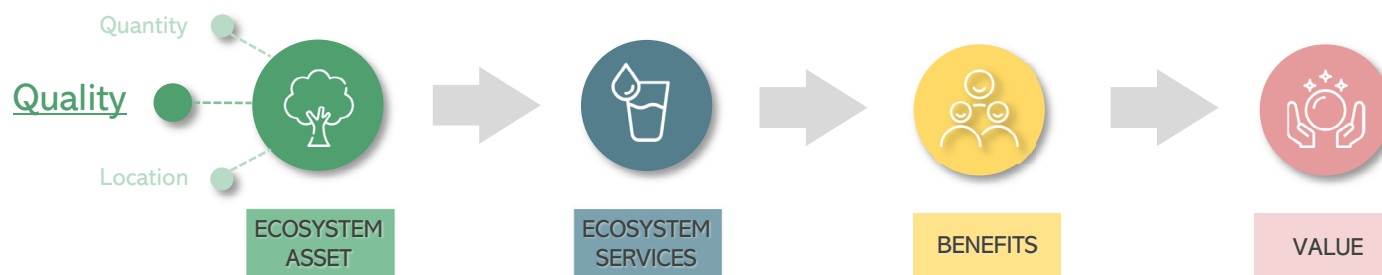 Quantity
Quality
Location
ECOSYSTEM
ASSET
ECOSYSTEM
SERVICES
BENEFITS
VALUE